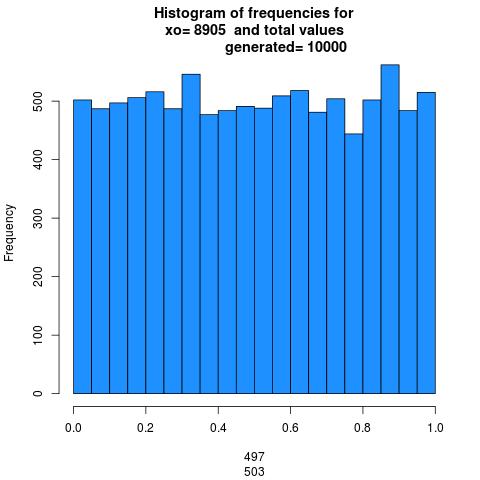 Histogram of frequencies for
xo= 8905  and total values
generated= 10000
Frequency
500
400
300
200
100
0
0.0 0.2 0.4 0.6 0.8 1.0
497
503